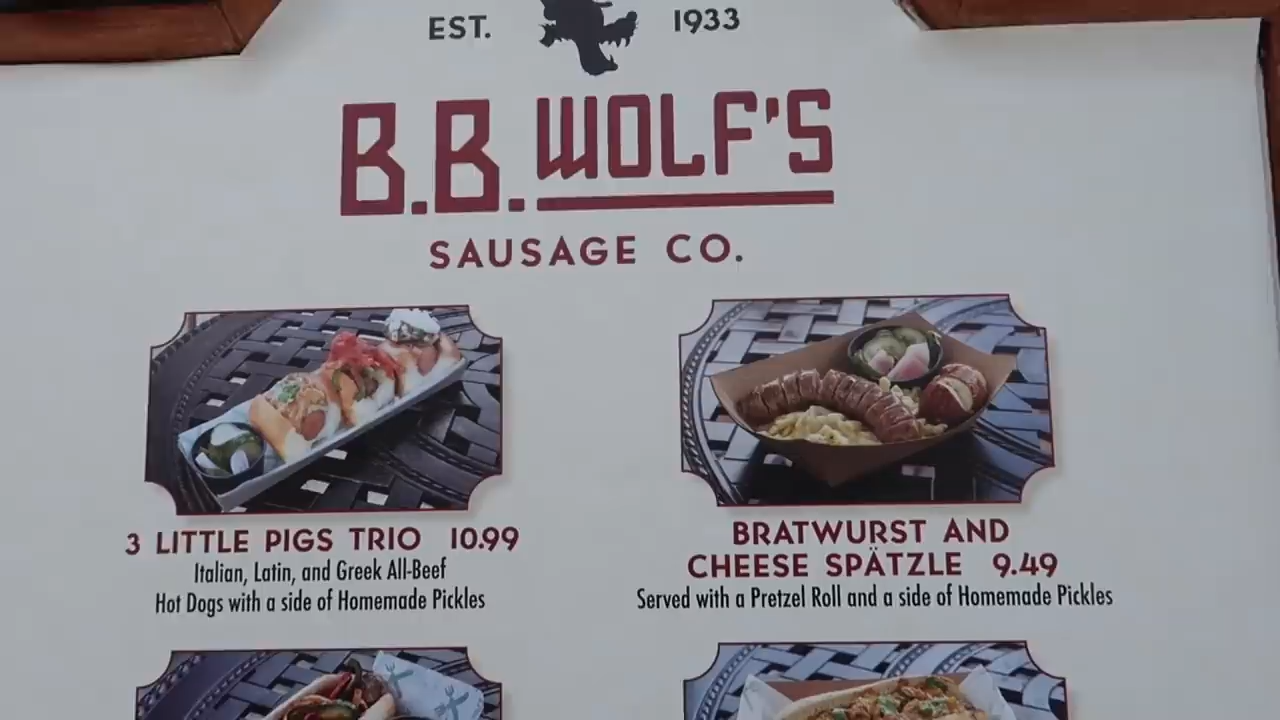 EST. 1933
B.B. WOLF'S
SAUSAGE CO.
3 LITTLE PIGS TRIO 10.99
Italian, Latin, and Greek All-Beef
Hot Dogs with a side of Homemade Pickles
BRATWURST AND
CHEESE SPÄTZLE 9.49
Served with a Pretzel Roll and a side of Homemade Pickles